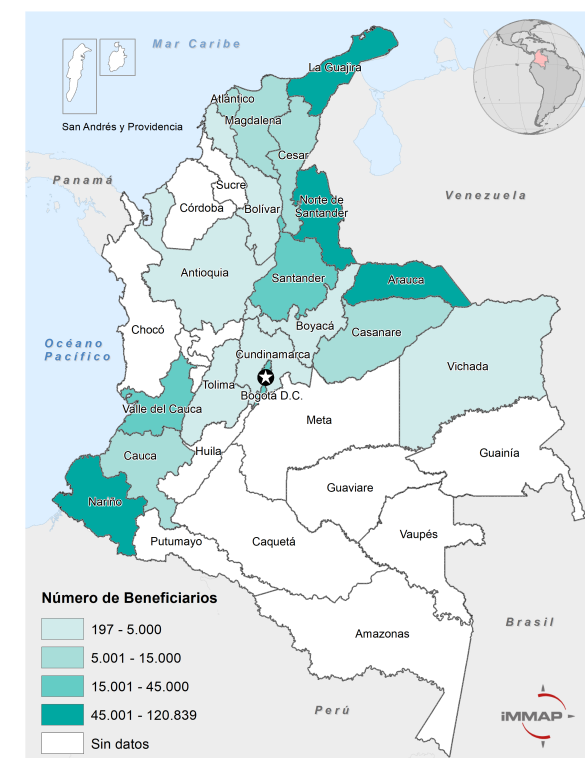 Mar Caribe
La Guajira
Atlántico
Magdalena
San Andrés y Providencia
Cesar
Panamá
Sucre
Venezuela
Norte de
Santander
Córdoba
Bolívar
Antioquia
Santander
Arauca
Chocó
Boyacá
Casanare
Océano
Pacífico
Cundinamarca
Vichada
Tolima
Bogotá D.C.
Valle del Cauca
Meta
Cauca
Huila
Guainía
Guaviare
Nariño
Vaupés
Putumayo
Caquetá
Número de Beneficiarios
197 - 5.000
Brasil
Amazonas
5.001 - 15.000
15.001 - 45.000
45.001 - 120.839
Perú
iMMAP
Sin datos